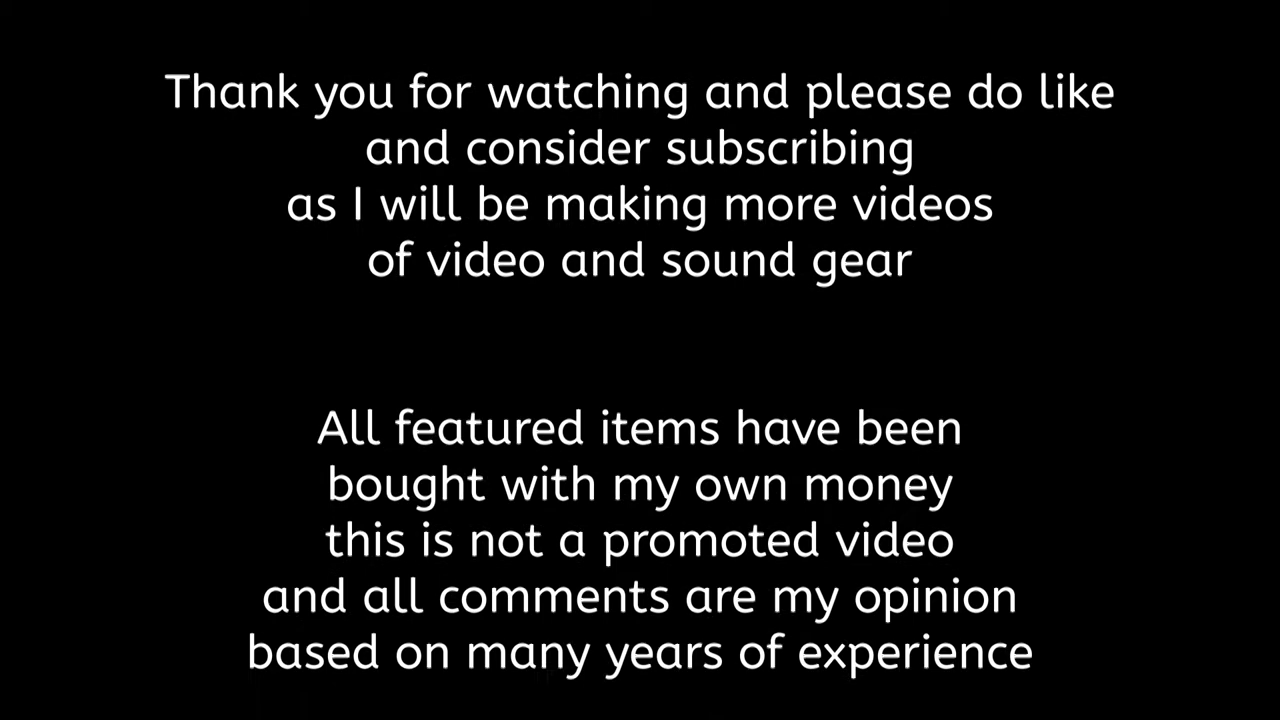 Thank you for watching and please do like
and consider subscribing
as I will be making more videos
of video and sound gear
All featured items have been
bought with my own money
this is not a promoted video
and all comments are my opinion
based on many years of experience